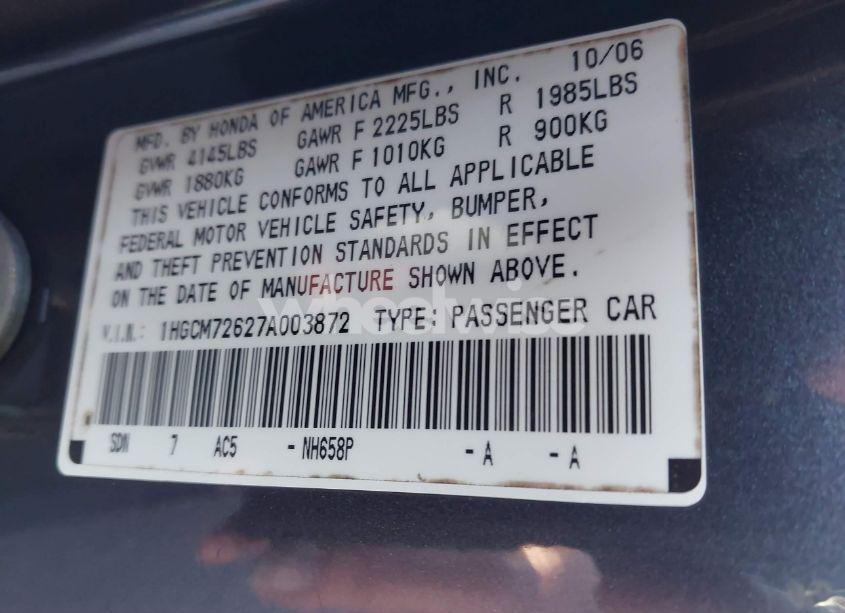 MFD. BY HONDA OF AMERICA MFG., INC. 10/06
GVWR 4145LBS GAWR F 2225LBS R 1985LBS
GVWR 1880KG GAWR F 1010KG R 900KG
THIS VEHICLE CONFORMS TO ALL APPLICABLE
FEDERAL MOTOR VEHICLE SAFETY, BUMPER,
AND THEFT PREVENTION STANDARDS IN EFFECT
ON THE DATE OF MANUFACTURE SHOWN ABOVE.
wheelwise
V.I.N.: 1HGCM72627A003872 TYPE: PASSENGER CAR
SDN 7 AC5 -NH658P -A -A